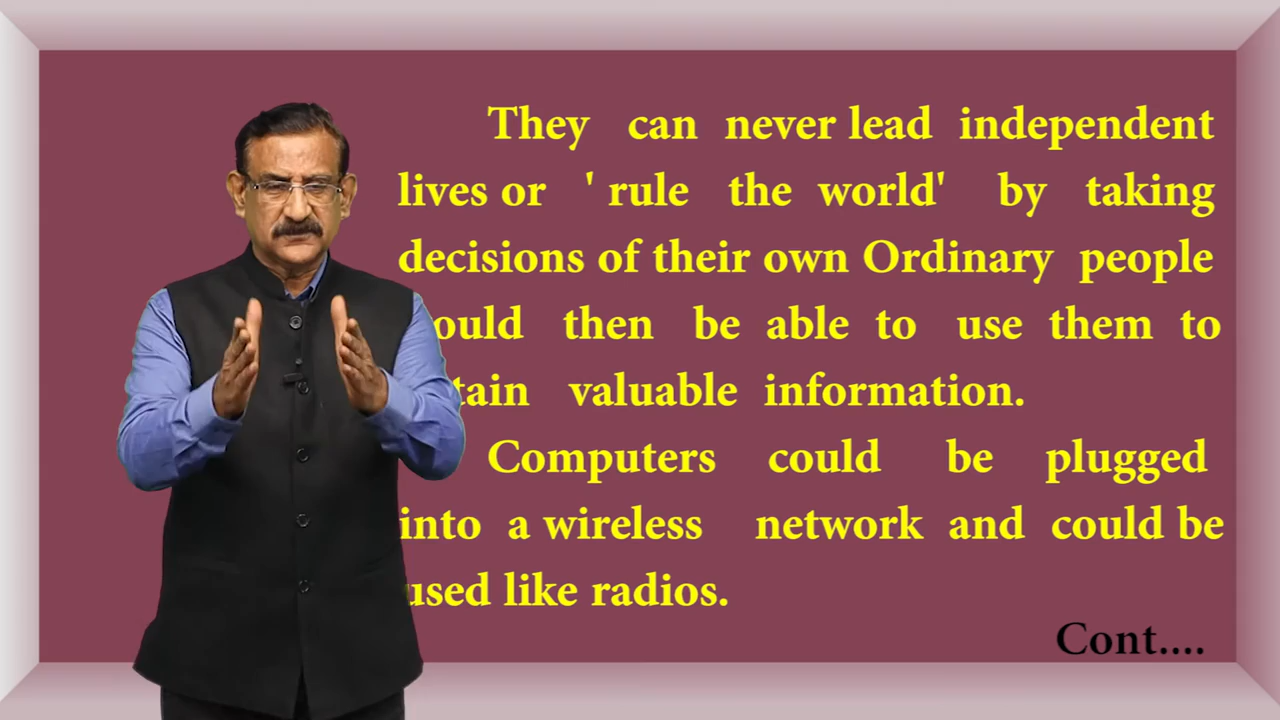 They can never lead independent
lives or ' rule the world' by taking
decisions of their own Ordinary people
then be able to use them to
valuable information.
Computers could be plugged
into a wireless network and could be
used like radios.
Cont....